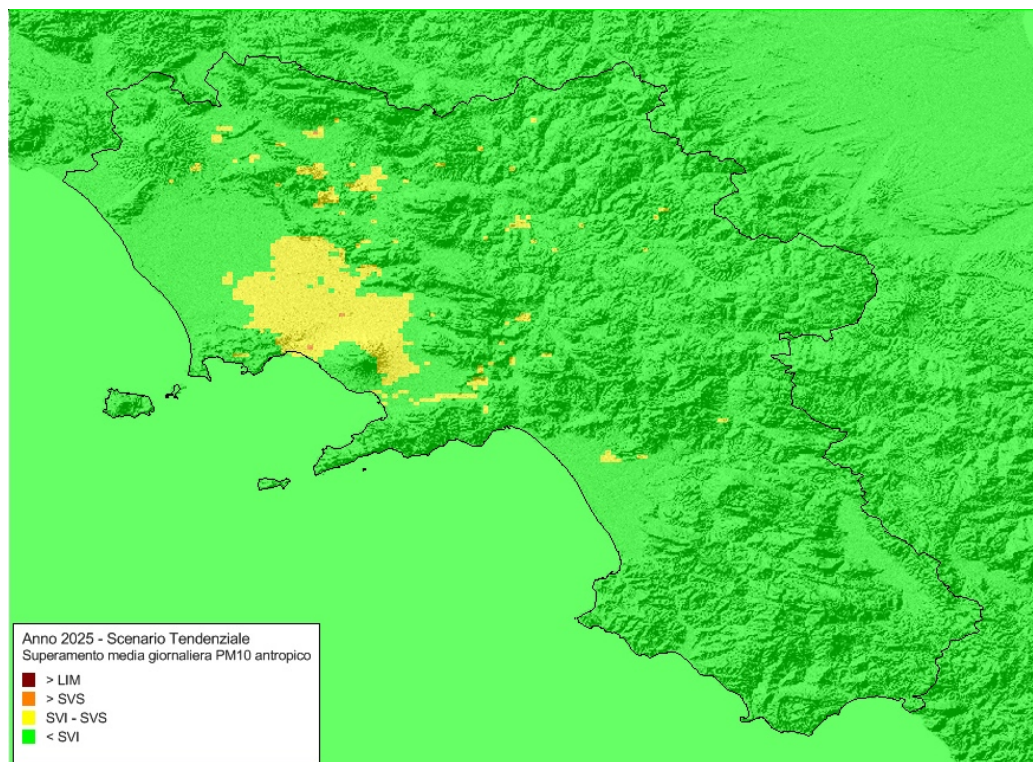 Anno 2025 - Scenario Tendenziale
Superamento media giornaliera PM10 antropico
> LIM
> SVS
SVI - SVS
< SVI